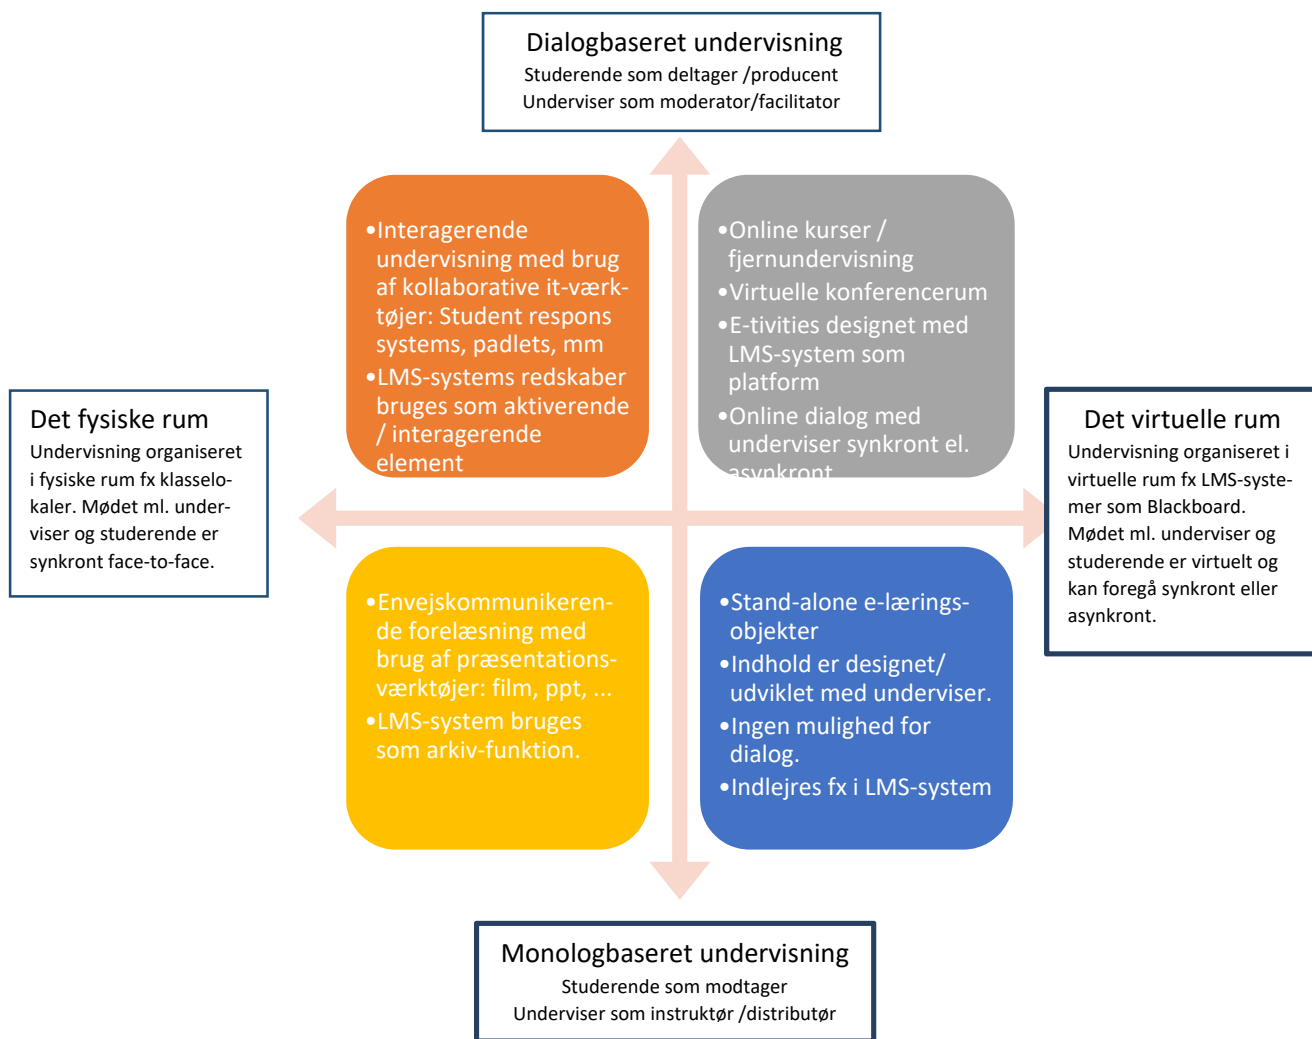 Dialogbaseret undervisning
Studerende som deltager /producent
Underviser som moderator/facilitator
•Interagerende
undervisning med brug
af kollaborative it-værk-
tøjer: Student respons
systems, padlets, mm
•LMS-systems redskaber
bruges som aktiverende
/ interagerende
element
•Online kurser /
fjernundervisning
•Virtuelle konferencerum
•E-tivities designet med
LMS-system som
platform
•Online dialog med
underviser synkront el.
asynkront
Det fysiske rum
Undervisning organiseret
i fysiske rum fx klasselo-
kaler. Mødet ml. under-
viser og studerende er
synkront face-to-face.
Det virtuelle rum
Undervisning organiseret i
virtuelle rum fx LMS-syste-
mer som Blackboard.
Mødet ml. underviser og
studerende er virtuelt og
kan foregå synkront eller
asynkront.
•Envejskommunikeren-
de forelæsning med
brug af præsentations-
værktøjer: film, ppt, ...
•LMS-system bruges
som arkiv-funktion.
•Stand-alone e-lærings-
objekter
•Indhold er designet/
udviklet med underviser.
•Ingen mulighed for
dialog.
•Indlejres fx i LMS-system
Monologbaseret undervisning
Studerende som modtager
Underviser som instruktør /distributør